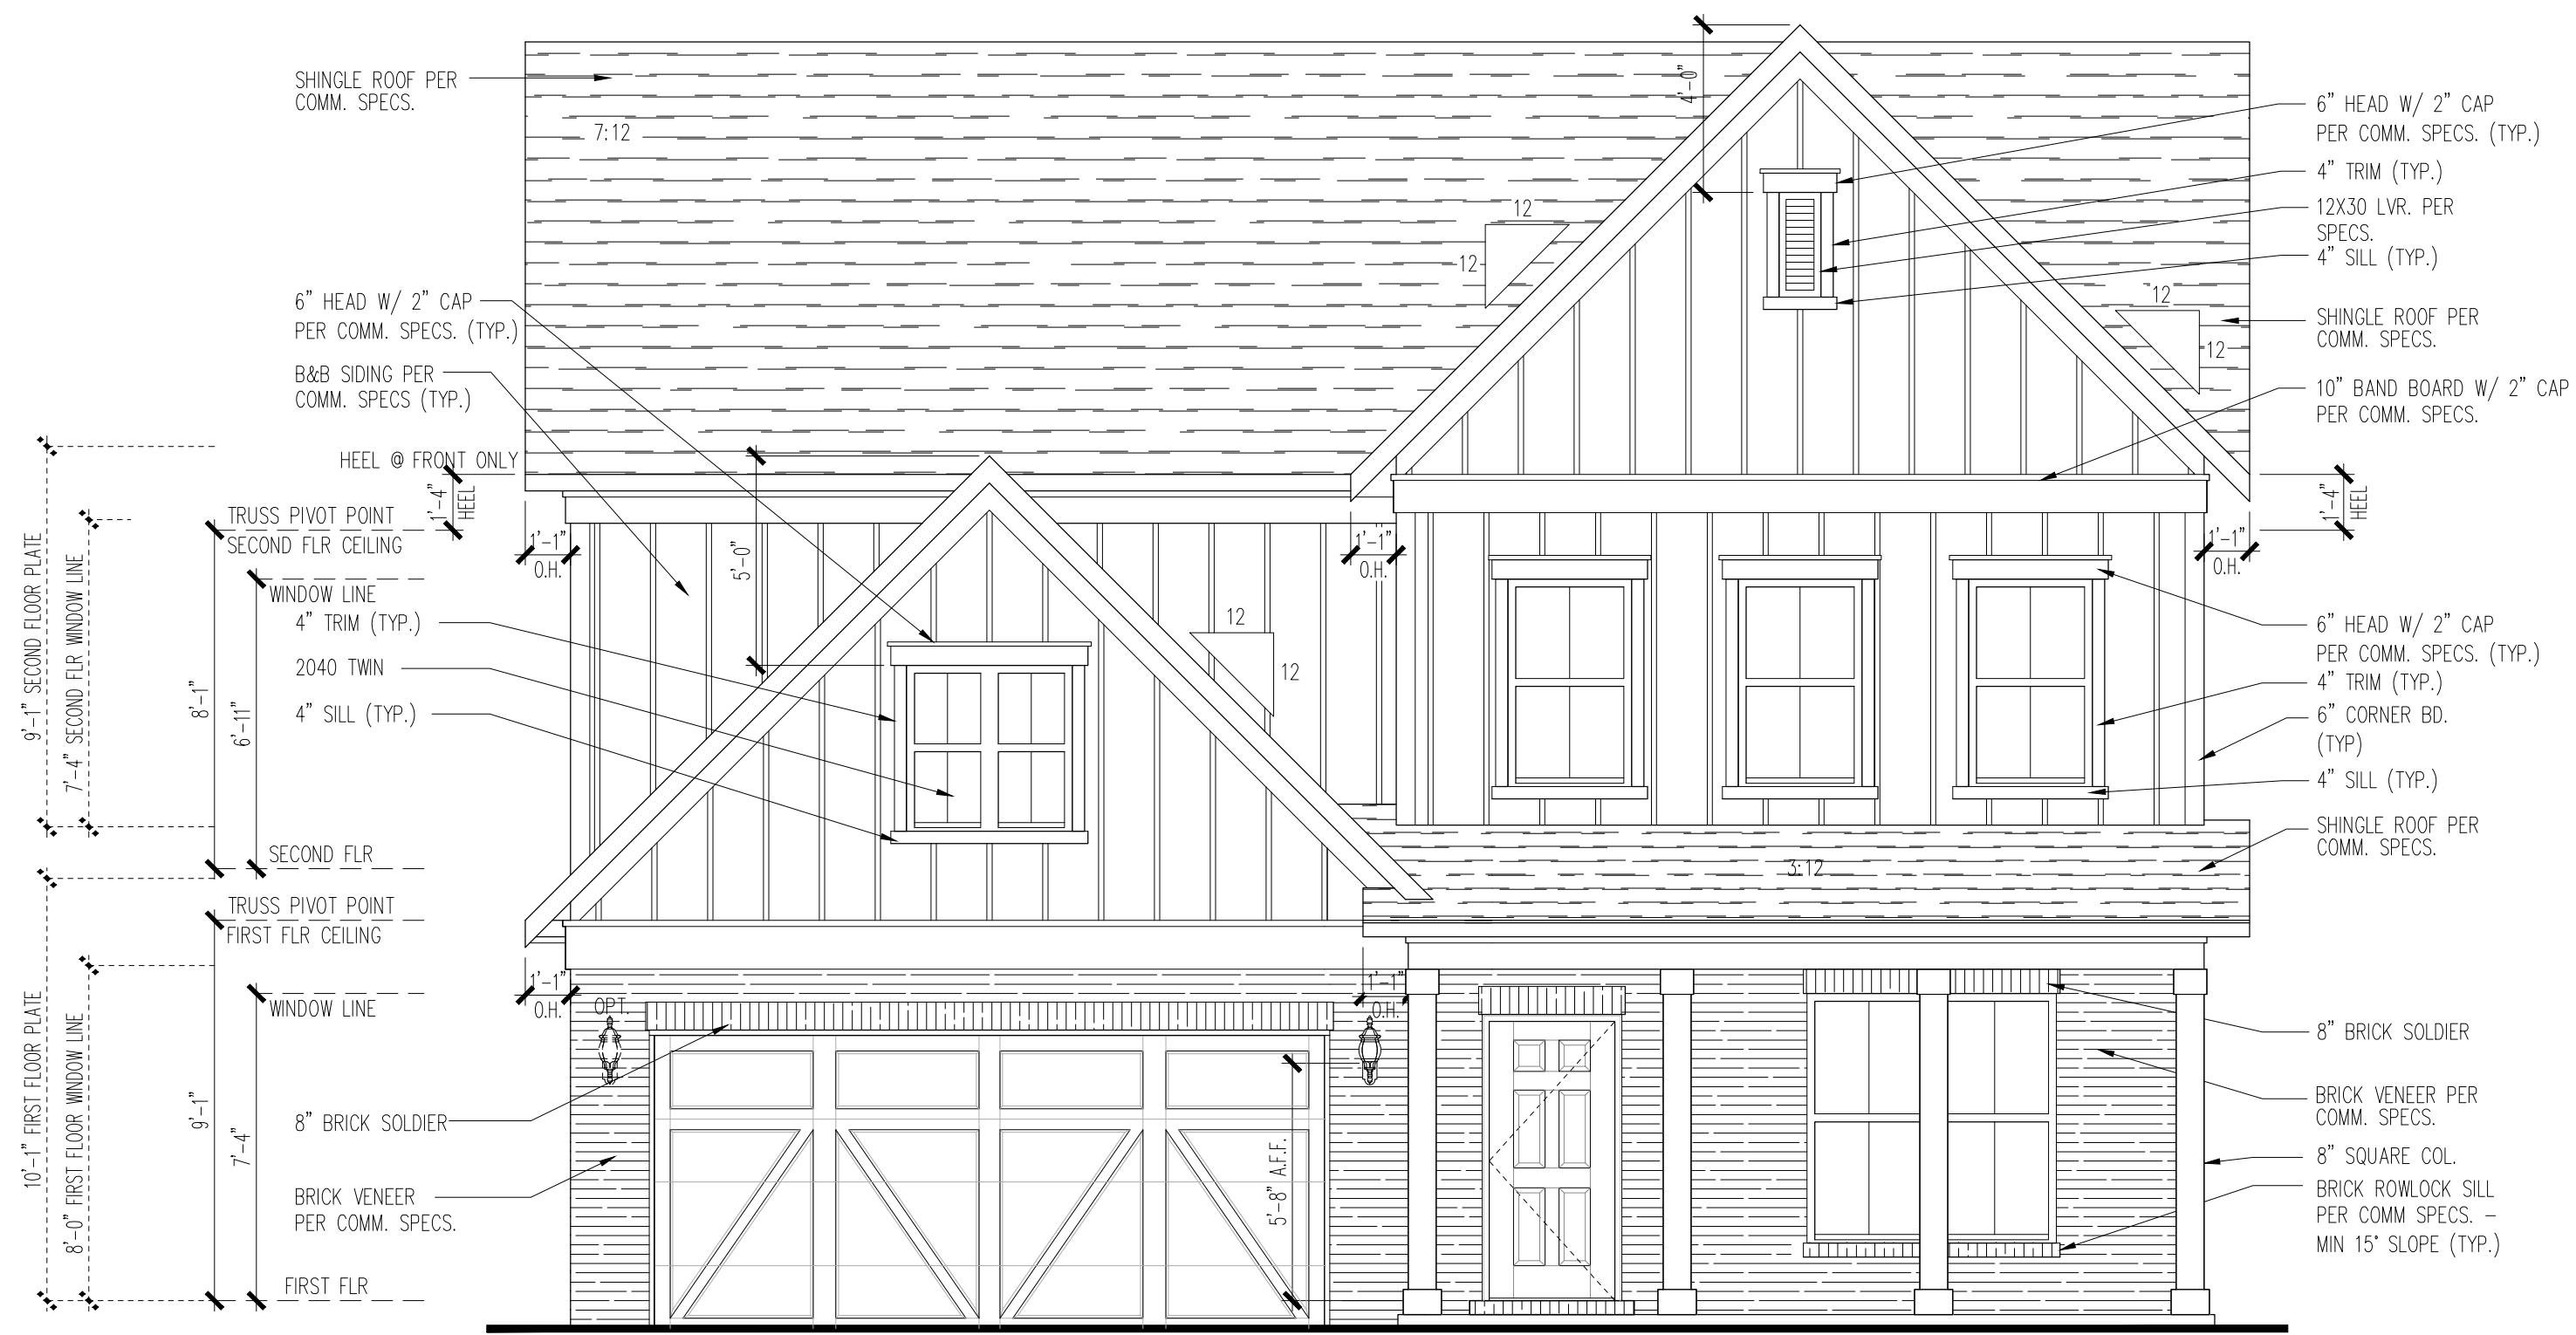 SHINGLE ROOF PER
COMM. SPECS.
7:12
4'-0"
12
12
6" HEAD W/ 2" CAP
PER COMM. SPECS. (TYP.)
4" TRIM (TYP.)
12X30 LVR. PER
SPECS.
4" SILL (TYP.)
12
12
SHINGLE ROOF PER
COMM. SPECS.
10" BAND BOARD W/ 2" CAP
PER COMM. SPECS.
6" HEAD W/ 2" CAP
PER COMM. SPECS. (TYP.)
B&B SIDING PER
COMM. SPECS (TYP.)
HEEL @ FRONT ONLY
1'-4"
HEEL
TRUSS PIVOT POINT
SECOND FLR CEILING
WINDOW LINE
4" TRIM (TYP.)
2040 TWIN
4" SILL (TYP.)
9'-1" SECOND FLOOR PLATE
7'-4" SECOND FLR WINDOW LINE
8'-1"
6'-11"
1'-1"
O.H.
5'-0"
12
12
1'-1"
O.H.
1'-1"
O.H.
1'-4"
HEEL
6" HEAD W/ 2" CAP
PER COMM. SPECS. (TYP.)
4" TRIM (TYP.)
6" CORNER BD.
(TYP)
4" SILL (TYP.)
SHINGLE ROOF PER
COMM. SPECS.
3:12
SECOND FLR
TRUSS PIVOT POINT
FIRST FLR CEILING
WINDOW LINE
10'-1" FIRST FLOOR PLATE
8'-0" FIRST FLOOR WINDOW LINE
9'-1"
7'-4"
1'-1"
O.H.
OPT.
1'-1"
O.H.
8" BRICK SOLDIER
BRICK VENEER
PER COMM. SPECS.
FIRST FLR
5'-8" A.F.F.
8" BRICK SOLDIER
BRICK VENEER PER
COMM. SPECS.
8" SQUARE COL.
BRICK ROWLOCK SILL
PER COMM SPECS. –
MIN 15° SLOPE (TYP.)